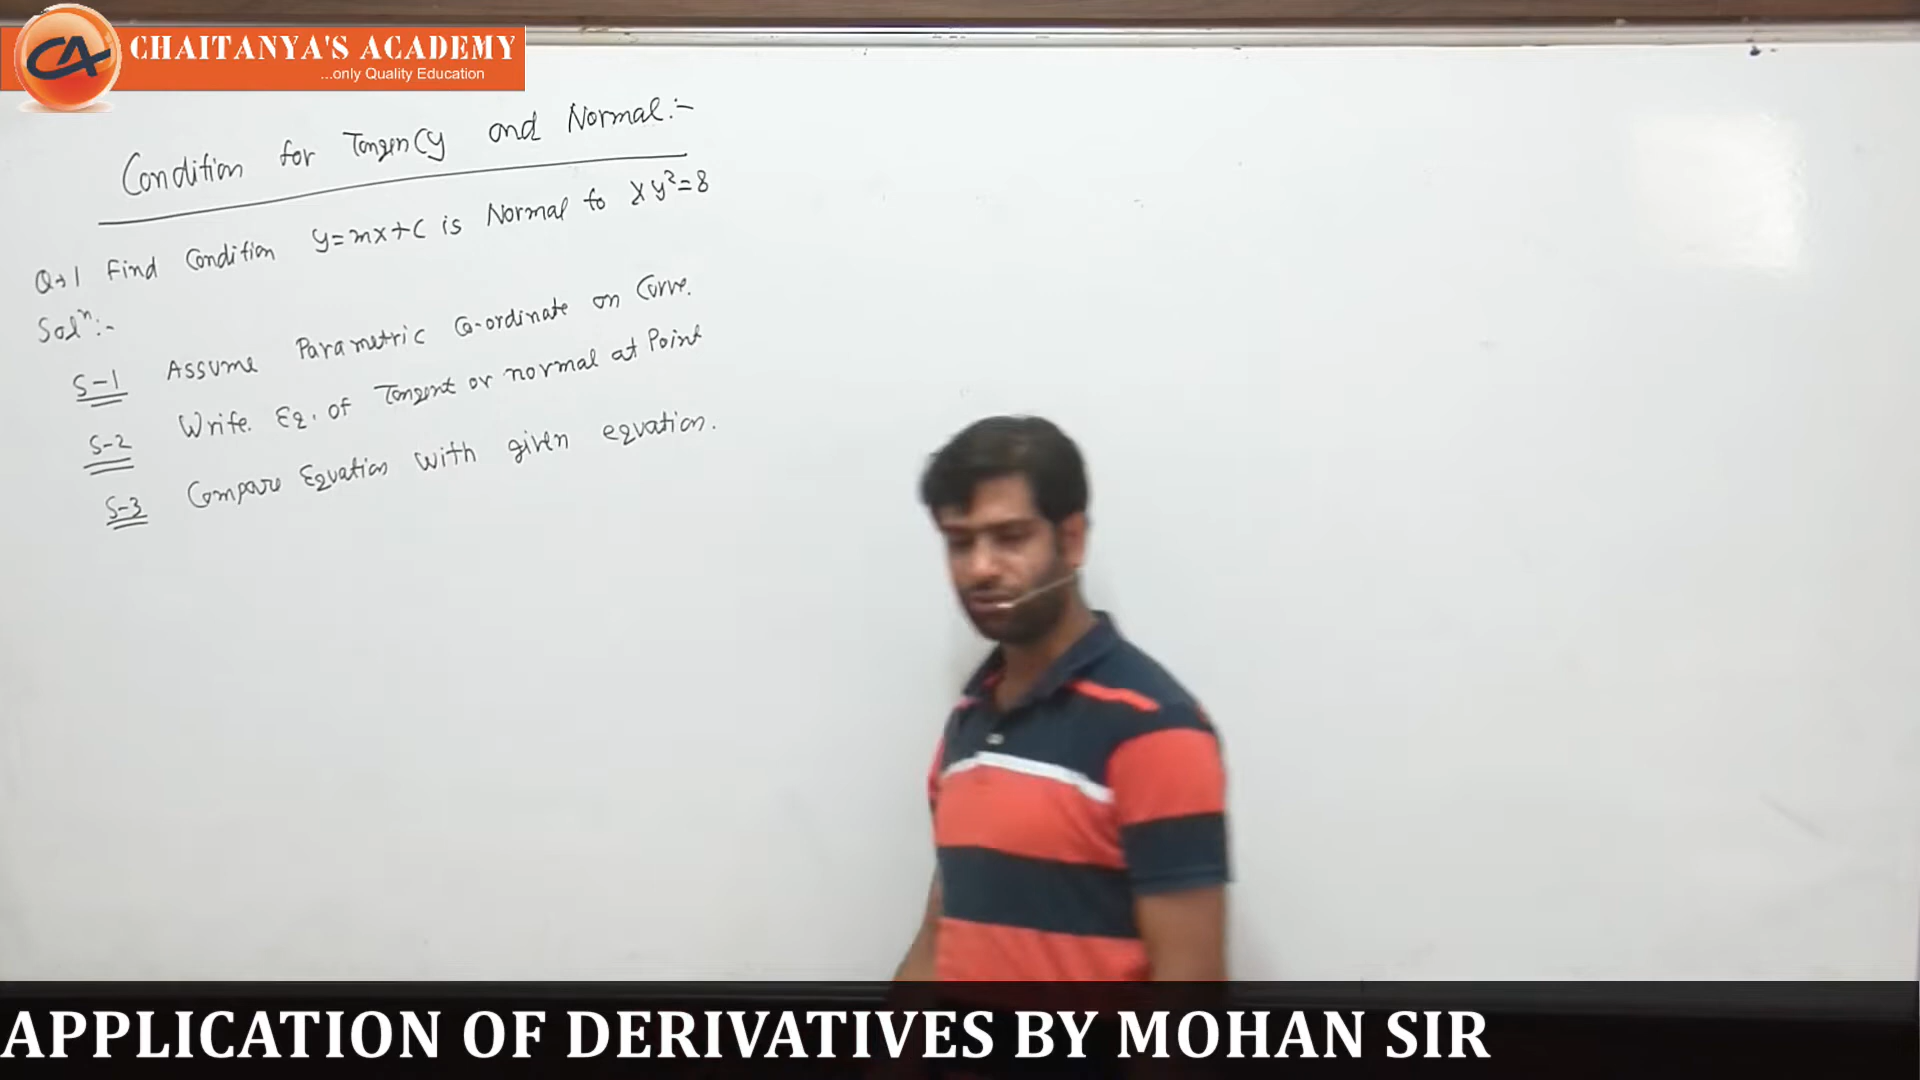 CHAITANYA'S ACADEMY
...only Quality Education
Condition for Tangency and Normal:-
Q→1 Find Condition y=mx+c is Normal to xy²=8
Solⁿ:-
S-1 Assume Parametric Co-ordinate on Curve.
S-2 Write Eq. of Tangent or normal at Point
S-3 Compare Equation with given equation.
APPLICATION OF DERIVATIVES BY MOHAN SIR